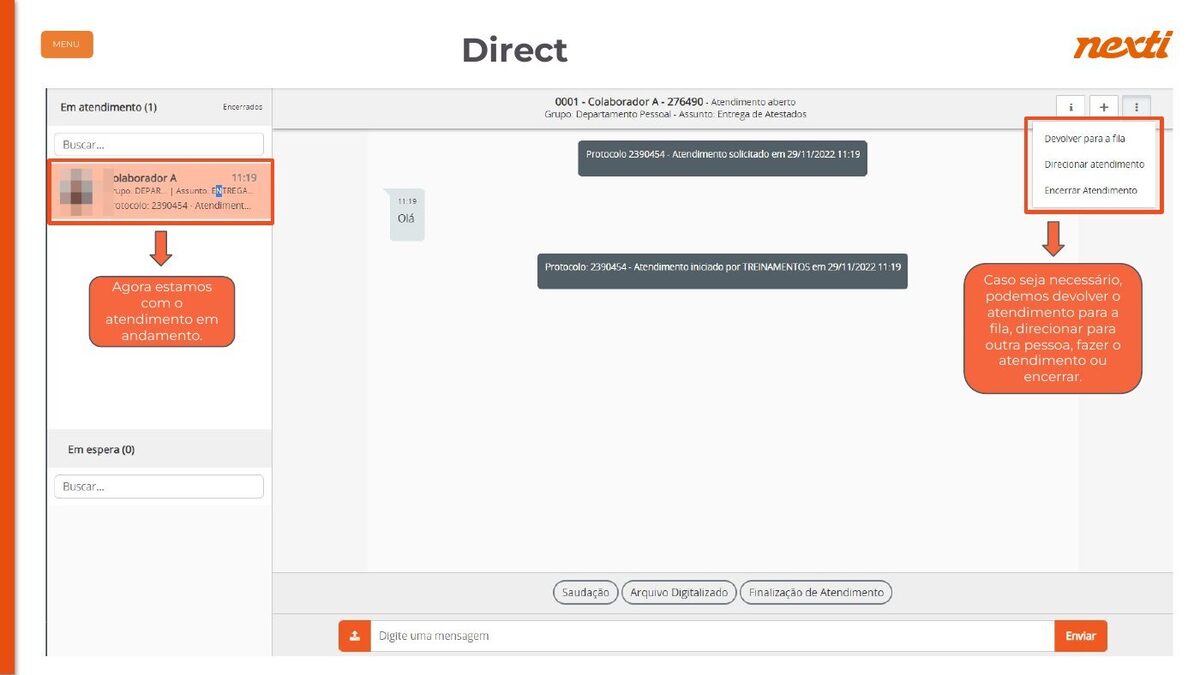 MENU
Direct
nexti
Em atendimento (1)
Encerrados
Buscar...
olaborador A
11:19
rupo: DEPAR... | Assunto: ENTREGA...
rotocolo: 2390454 - Atendiment...
Agora estamos
com o
atendimento em
andamento.
Em espera (0)
Buscar...
0001 - Colaborador A - 276490 - Atendimento aberto
Grupo: Departamento Pessoal - Assunto: Entrega de Atestados
Protocolo 2390454 - Atendimento solicitado em 29/11/2022 11:19
11:19
Olá
Protocolo: 2390454 - Atendimento iniciado por TREINAMENTOS em 29/11/2022 11:19
i
+
Devolver para a fila
Direcionar atendimento
Encerrar Atendimento
Caso seja necessário,
podemos devolver o
atendimento para a
fila, direcionar para
outra pessoa, fazer o
atendimento ou
encerrar.
Saudação
Arquivo Digitalizado
Finalização de Atendimento
Digite uma mensagem
Enviar